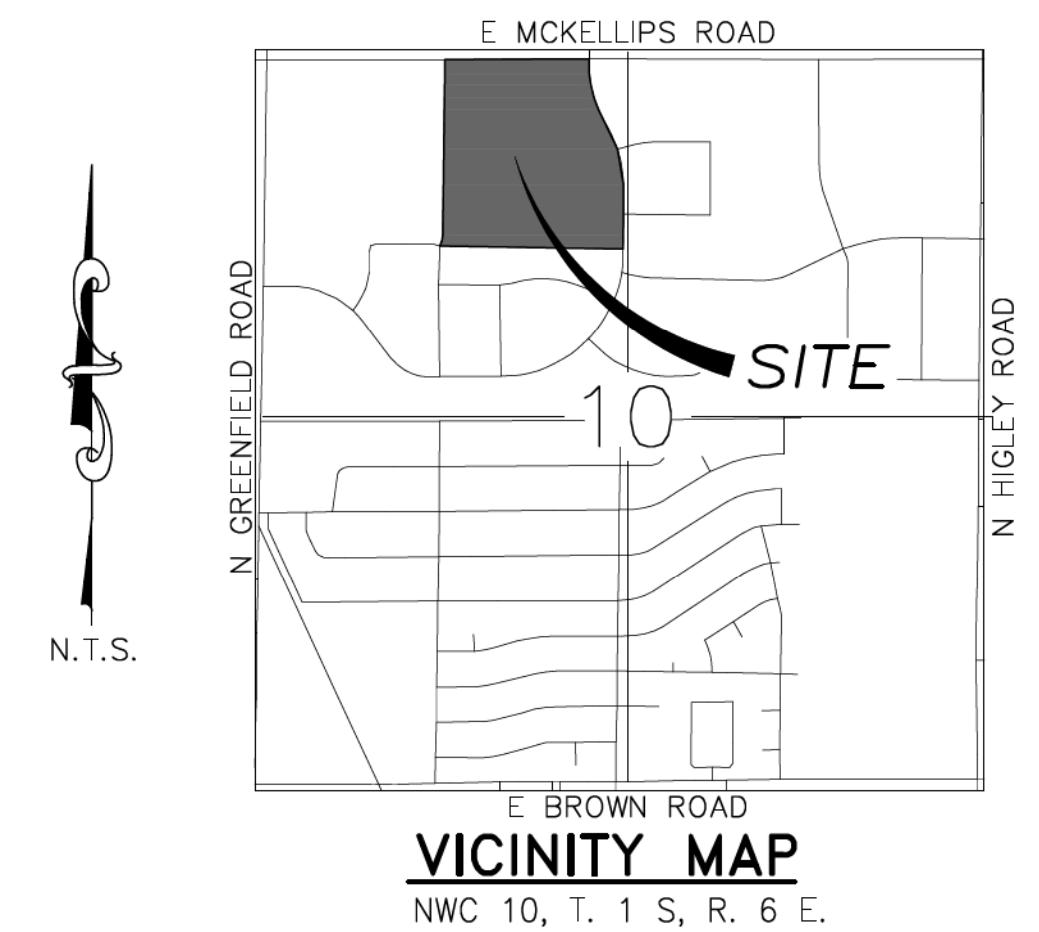 E MCKELLIPS ROAD
N GREENFIELD ROAD
N HIGLEY ROAD
SITE
10
N.T.S.
E BROWN ROAD
VICINITY MAP
NWC 10, T. 1 S, R. 6 E.